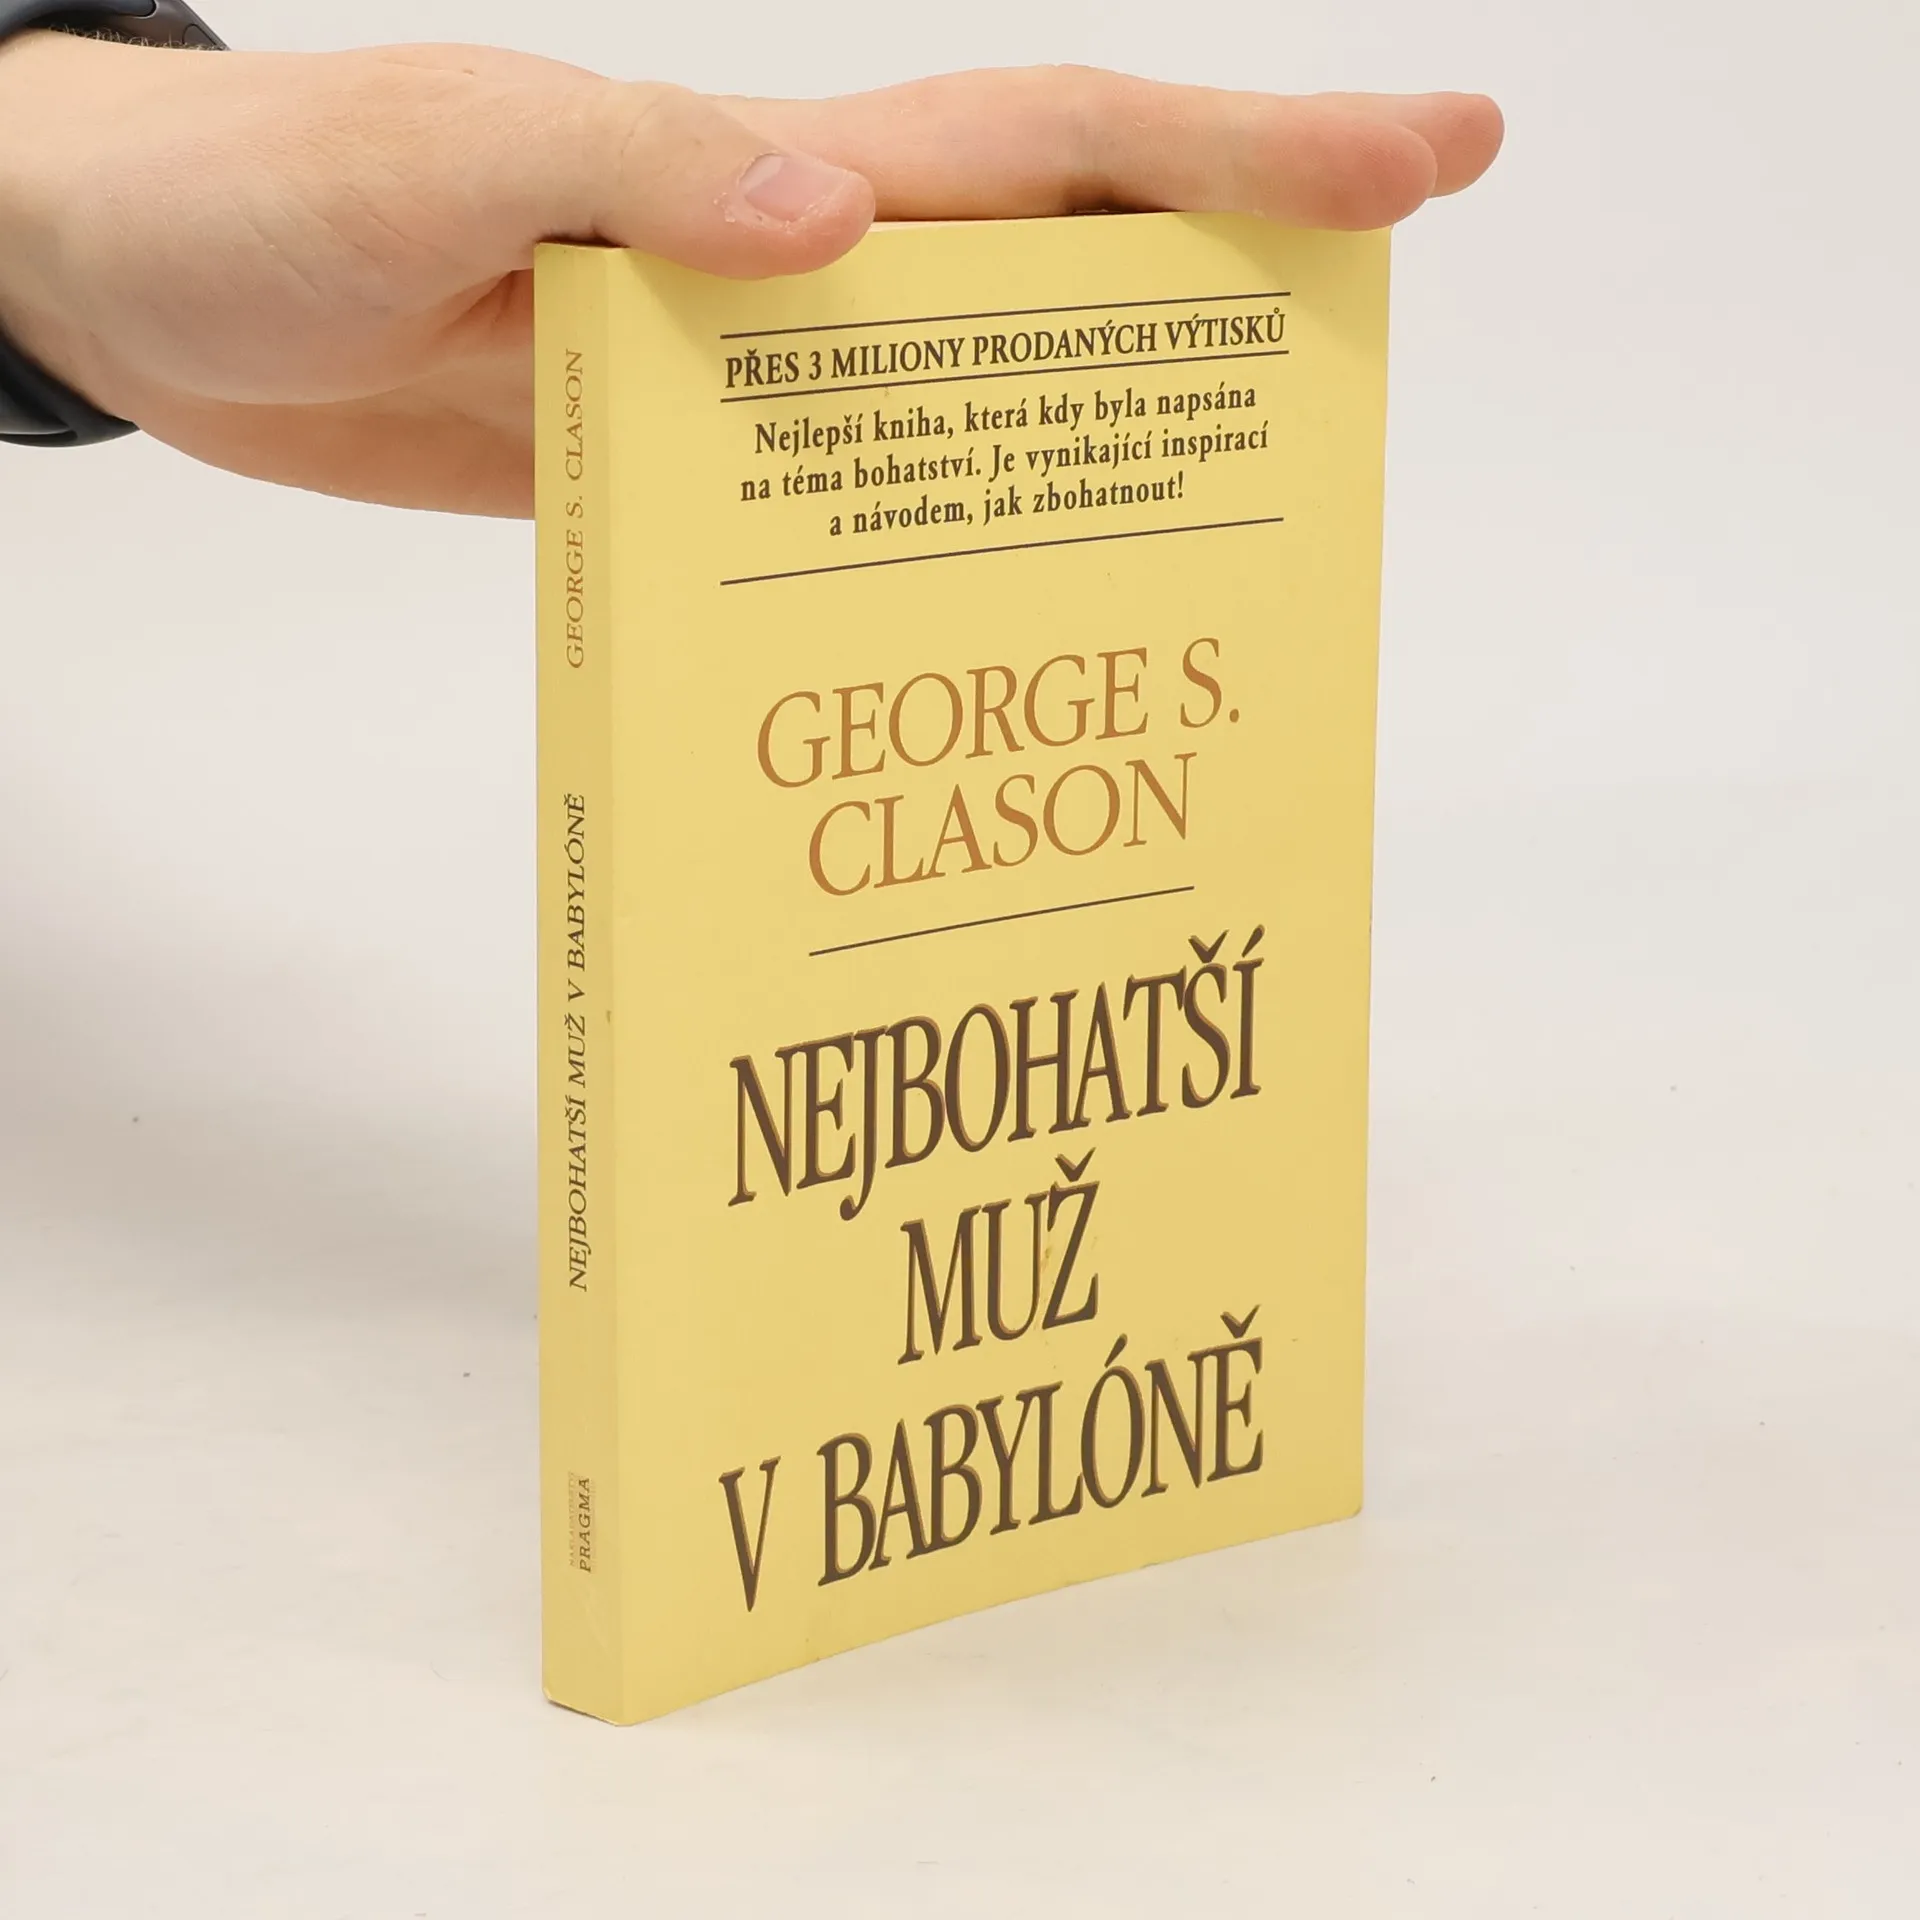 PŘES 3 MILIONY PRODANÝCH VÝTISKŮ
Nejlepší kniha, která kdy byla napsána
na téma bohatství. Je vynikající inspirací
a návodem, jak zbohatnout!
GEORGE S.
CLASON
NEJBOHATŠÍ
MUŽ
V BABYLÓNĚ
GEORGE S. CLASON
NEJBOHATŠÍ MUŽ V BABYLÓNĚ
NAKLADATELSTVÍ
PRAGMA